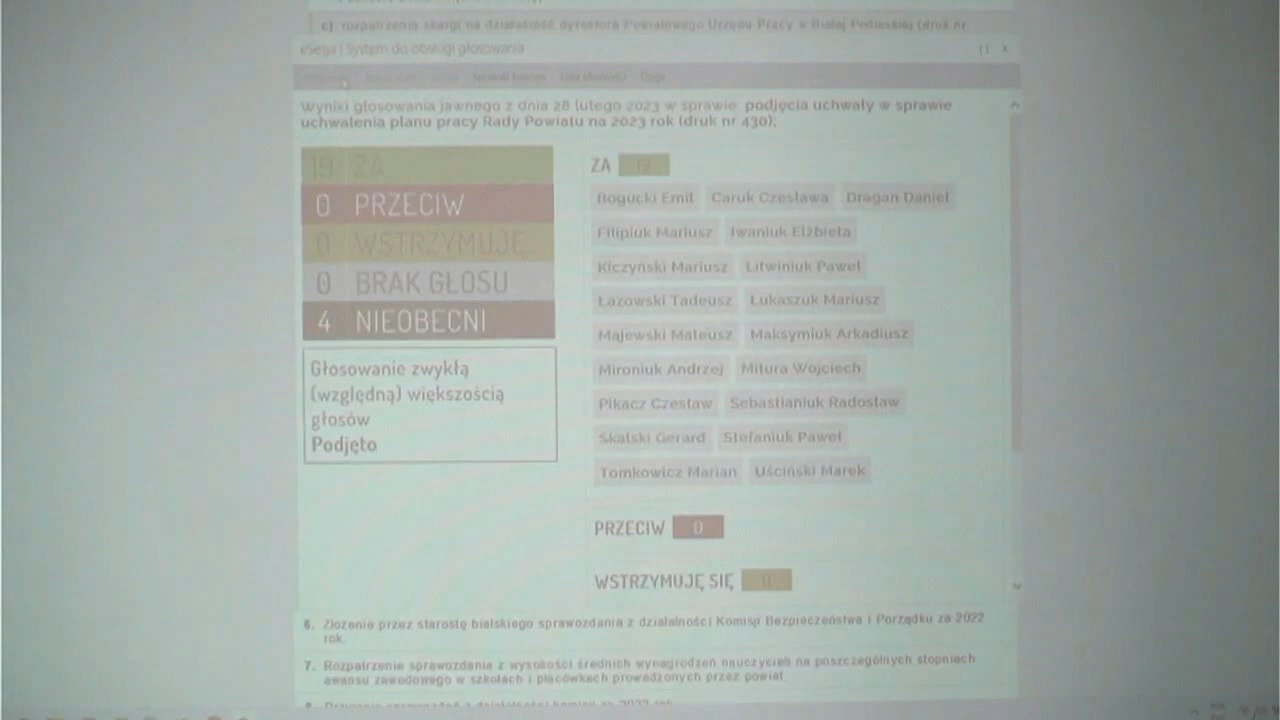 c) rozpatrzenia skargi na działalność dyrektora Powiatowego Urzędu Pracy w Białej Podlaskiej (druk nr
eSesja | System do obsługi głosowania
Wyniki głosowania jawnego z dnia 28 lutego 2023 w sprawie: podjęcia uchwały w sprawie
uchwalenia planu pracy Rady Powiatu na 2023 rok (druk nr 430);
19 ZA
0 PRZECIW
0 WSTRZYMUJĘ
0 BRAK GŁOSU
4 NIEOBECNI
Głosowanie zwykłą
(względną) większością
głosów
Podjęto
ZA 19
Bogucki Emil Caruk Czesława Dragan Daniel
Filipiuk Mariusz Iwaniuk Elżbieta
Kiczyński Mariusz Litwiniuk Paweł
Łazowski Tadeusz Łukaszuk Mariusz
Majewski Mateusz Maksymiuk Arkadiusz
Mironiuk Andrzej Mitura Wojciech
Pikacz Czesław Sebastianiuk Radosław
Skalski Gerard Stefaniuk Paweł
Tomkowicz Marian Uściński Marek
PRZECIW 0
WSTRZYMUJĘ SIĘ 0
6. Złożenie przez starostę bialskiego sprawozdania z działalności Komisji Bezpieczeństwa i Porządku za 2022
rok.
7. Rozpatrzenie sprawozdania z wysokości średnich wynagrodzeń nauczycieli na poszczególnych stopniach
awansu zawodowego w szkołach i placówkach prowadzonych przez powiat.